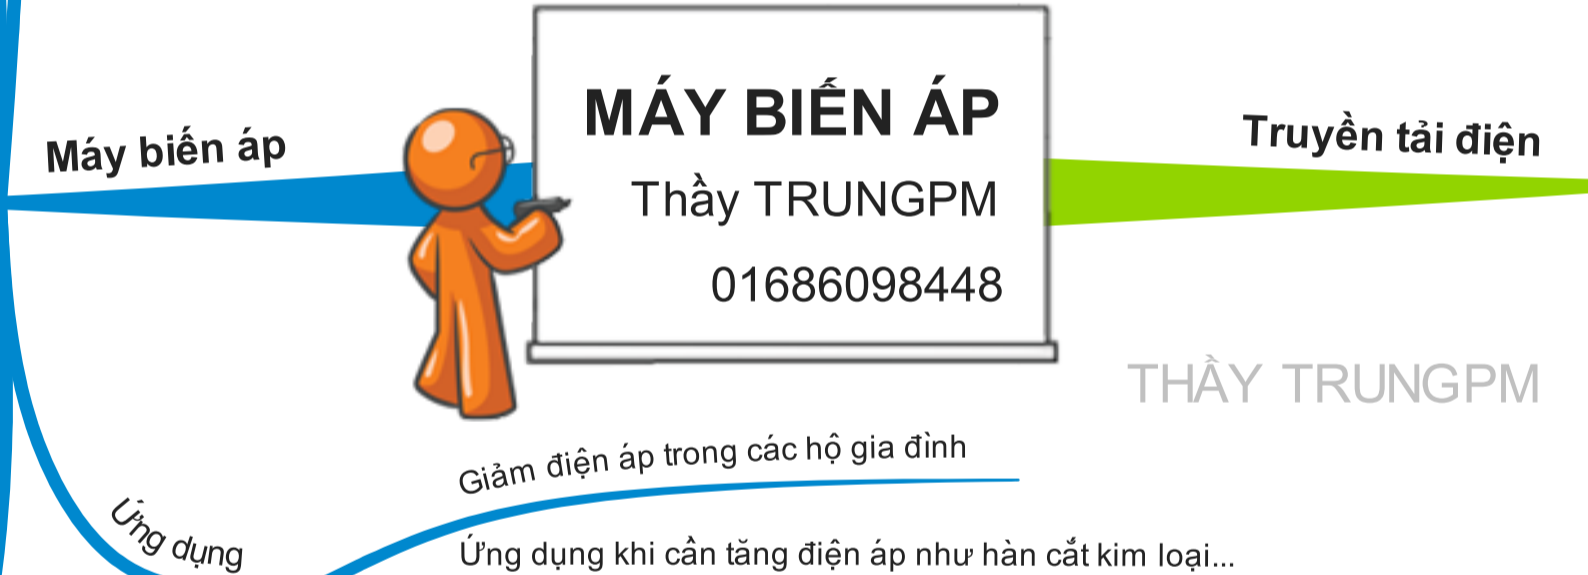 MÁY BIẾN ÁP
Thầy TRUNGPM
01686098448
Máy biến áp
Truyền tải điện
THẦY TRUNGPM
Giảm điện áp trong các hộ gia đình
Ứng dụng
Ứng dụng khi cần tăng điện áp như hàn cắt kim loại...